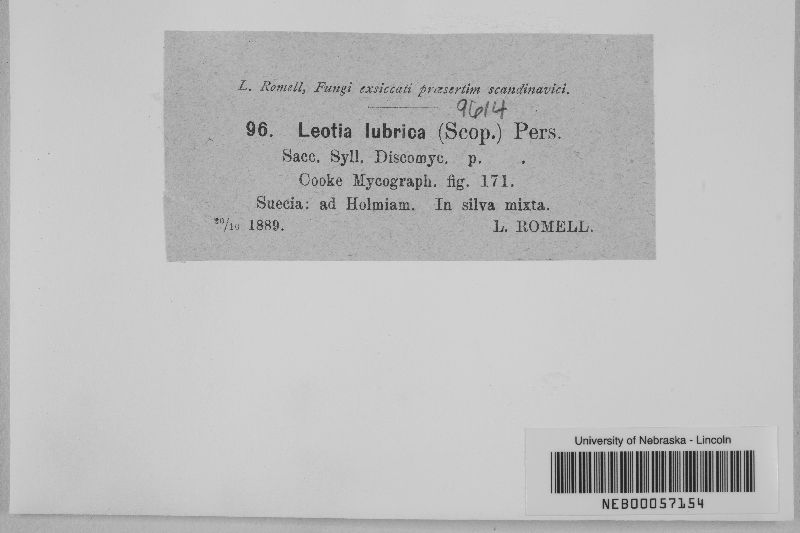 L. Romell, Fungi exsiccati præsertim scandinavici.
9614
96. Leotia lubrica (Scop.) Pers.
Sacc. Syll. Discomyc. p. .
Cooke Mycograph. fig. 171.
Suecia: ad Holmiam. In silva mixta.
20/10 1889. L. ROMELL.
University of Nebraska - Lincoln
NEB00057154